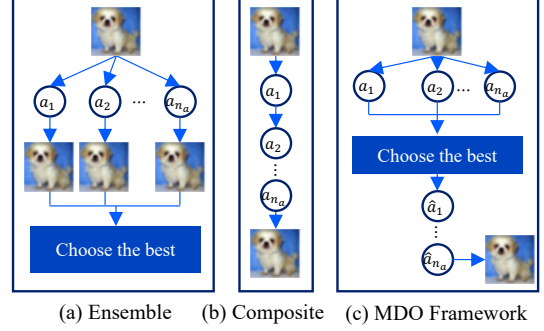 a₁ a₂ ... aₙₐ
Choose the best
(a) Ensemble
a₁
a₂
⋮
aₙₐ
(b) Composite
a₁ a₂ ... aₙₐ
Choose the best
â₁
⋮
âₙₐ
(c) MDO Framework